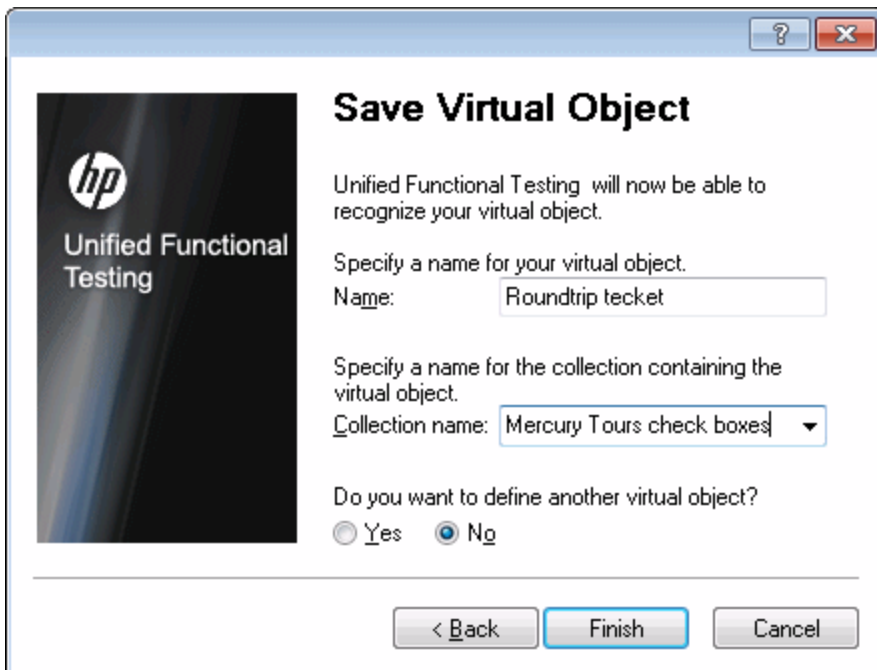 Save Virtual Object
hp
Unified Functional
Testing
Unified Functional Testing will now be able to
recognize your virtual object.
Specify a name for your virtual object.
Name: Roundtrip tecket
Specify a name for the collection containing the
virtual object.
Collection name: Mercury Tours check boxes
Do you want to define another virtual object?
Yes No
< Back Finish Cancel